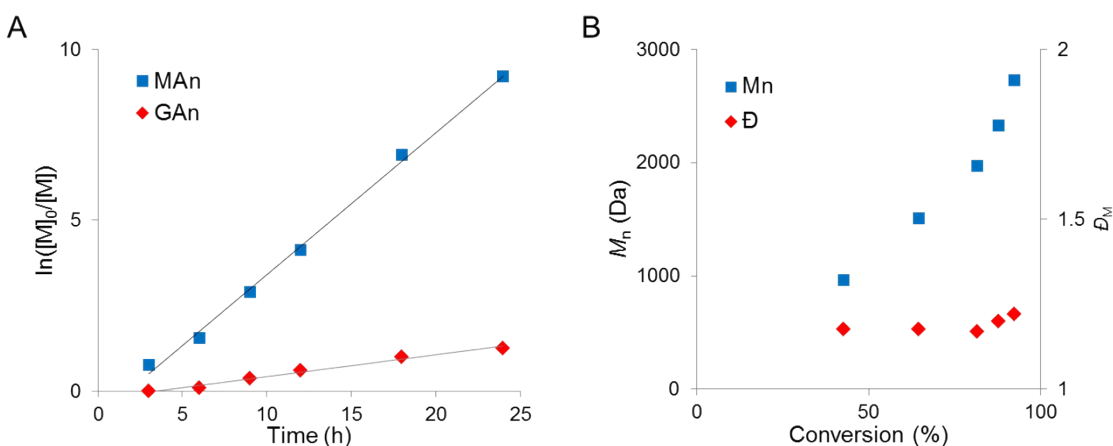 A
10
5
0
ln([M]₀/[M])
MAn
GAn
0
5
10
15
20
25
Time (h)
B
3000
2000
1000
0
Mₙ (Da)
Mn
Đ
2
1.5
1
Đ_M
0
50
100
Conversion (%)